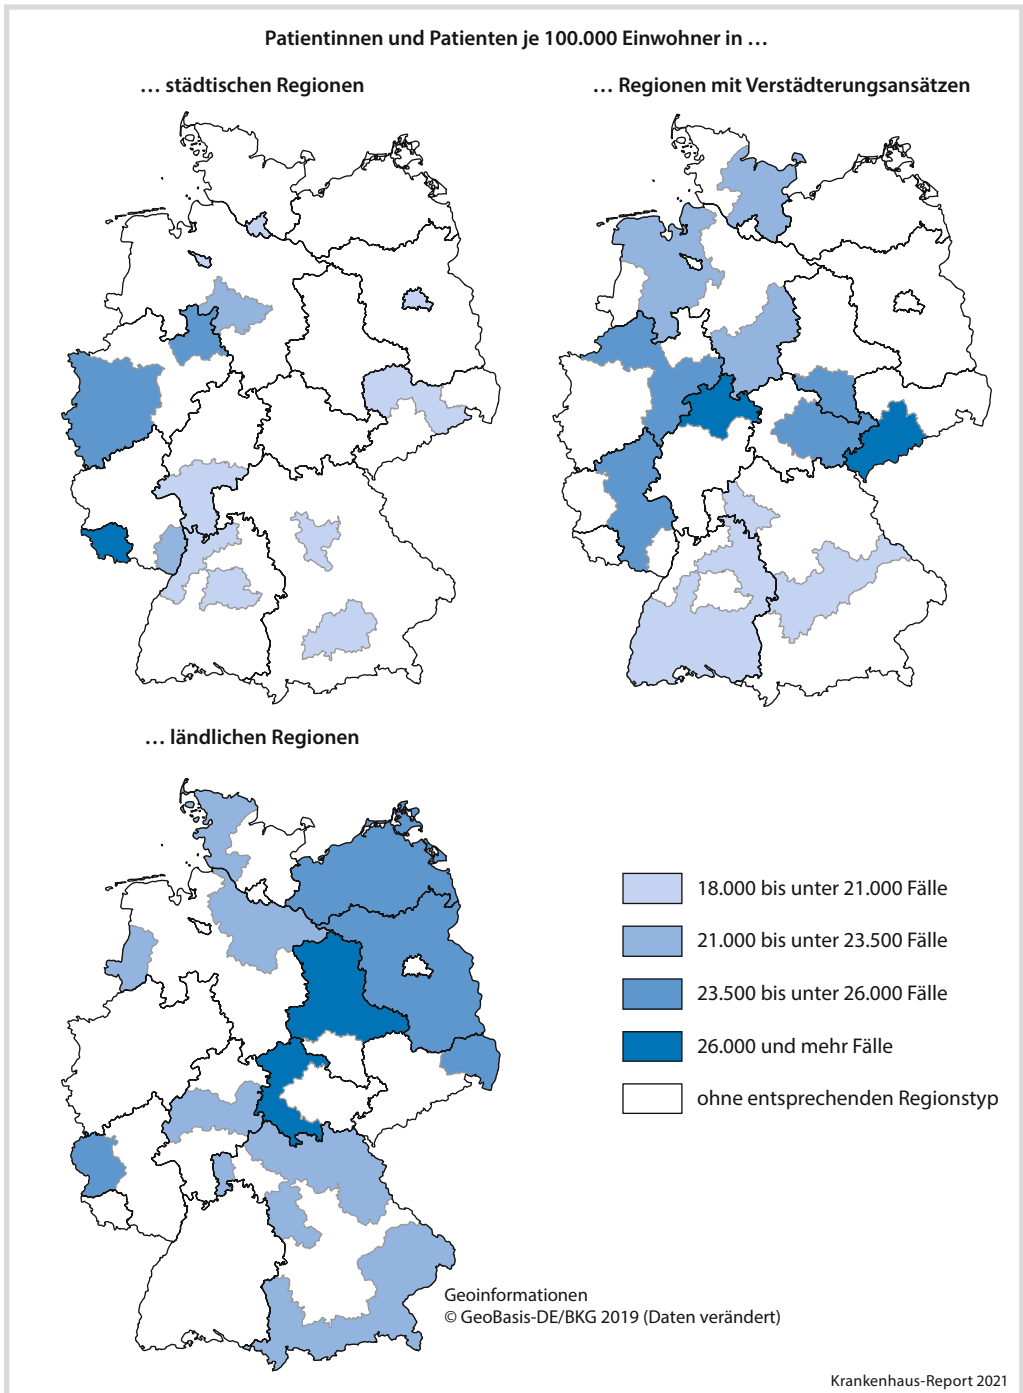 Patientinnen und Patienten je 100.000 Einwohner in …
… städtischen Regionen
… Regionen mit Verstädterungsansätzen
… ländlichen Regionen
18.000 bis unter 21.000 Fälle
21.000 bis unter 23.500 Fälle
23.500 bis unter 26.000 Fälle
26.000 und mehr Fälle
ohne entsprechenden Regionstyp
Geoinformationen
© GeoBasis-DE/BKG 2019 (Daten verändert)
Krankenhaus-Report 2021